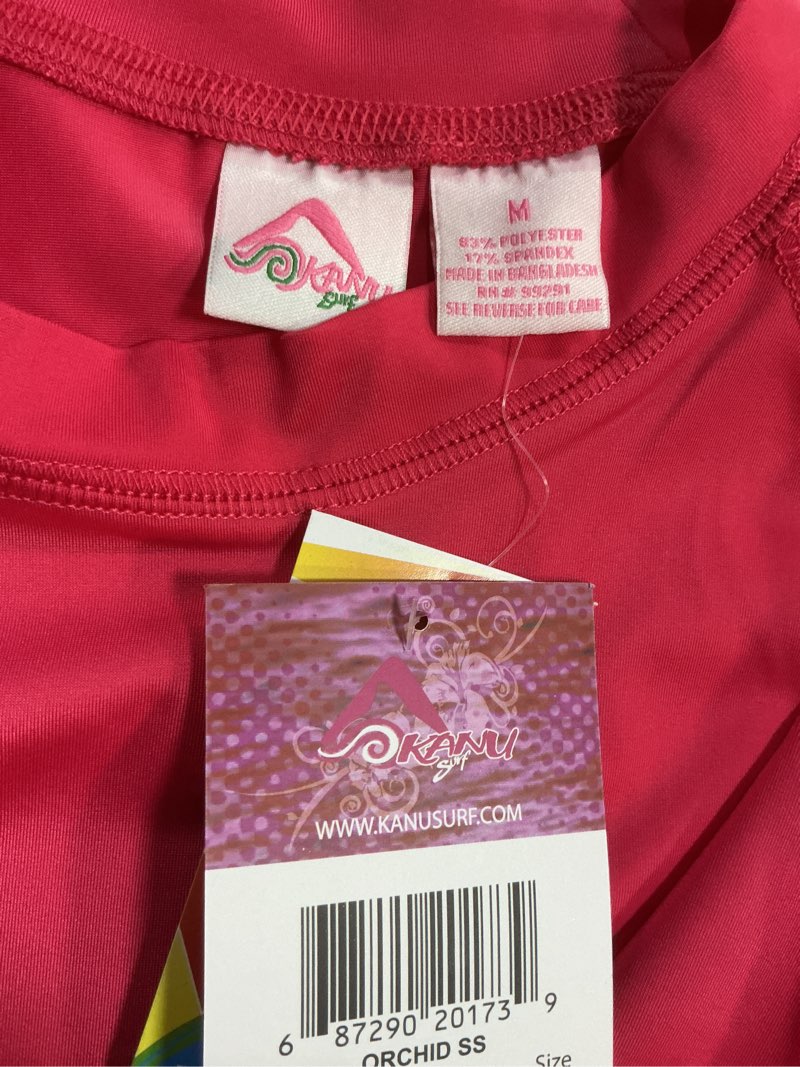 KANU
Surf
M
83% POLYESTER
17% SPANDEX
MADE IN BANGLADESH
RN# 99291
SEE REVERSE FOR CARE
KANU
Surf
WWW.KANUSURF.COM
6 87290 20173 9
ORCHID SS
Size